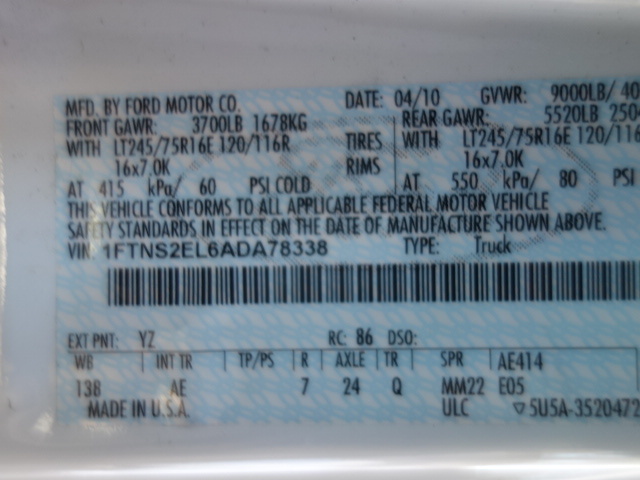 MFD. BY FORD MOTOR CO. DATE: 04/10 GVWR: 9000LB/ 40
FRONT GAWR: 3700LB 1678KG REAR GAWR: 5520LB 2504
WITH LT245/75R16E 120/116R TIRES WITH LT245/75R16E 120/116
16x7.0K RIMS 16x7.0K
AT 415 kPa/ 60 PSI COLD AT 550 kPa/ 80 PSI
THIS VEHICLE CONFORMS TO ALL APPLICABLE FEDERAL MOTOR VEHICLE
SAFETY STANDARDS IN EFFECT ON THE DATE OF MANUFACTURE SHOWN ABOVE.
VIN: 1FTNS2EL6ADA78338 TYPE: Truck
EXT PNT: YZ RC: 86 DSO:
WB INT TR TP/PS R AXLE TR SPR AE414
138 AE 7 24 Q MM22 E05
MADE IN U.S.A. ULC ▽5U5A-3520472